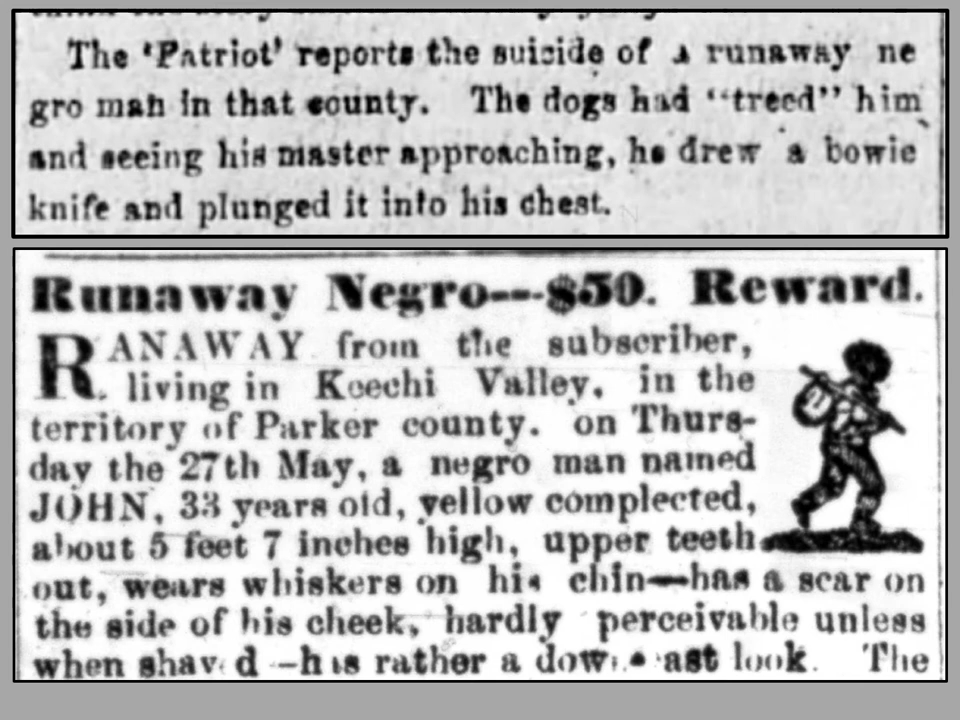 The 'Patriot' reports the suicide of a runaway ne
gro man in that county. The dogs had "treed" him
and seeing his master approaching, he drew a bowie
knife and plunged it into his chest.
Runaway Negro---$50. Reward.
RANAWAY from the subscriber,
living in Keechi Valley, in the
territory of Parker county. on Thurs-
day the 27th May, a negro man named
JOHN, 33 years old, yellow complected,
about 5 feet 7 inches high, upper teeth
out, wears whiskers on his chin—has a scar on
the side of his cheek, hardly perceivable unless
when shaved —has rather a down cast look. The